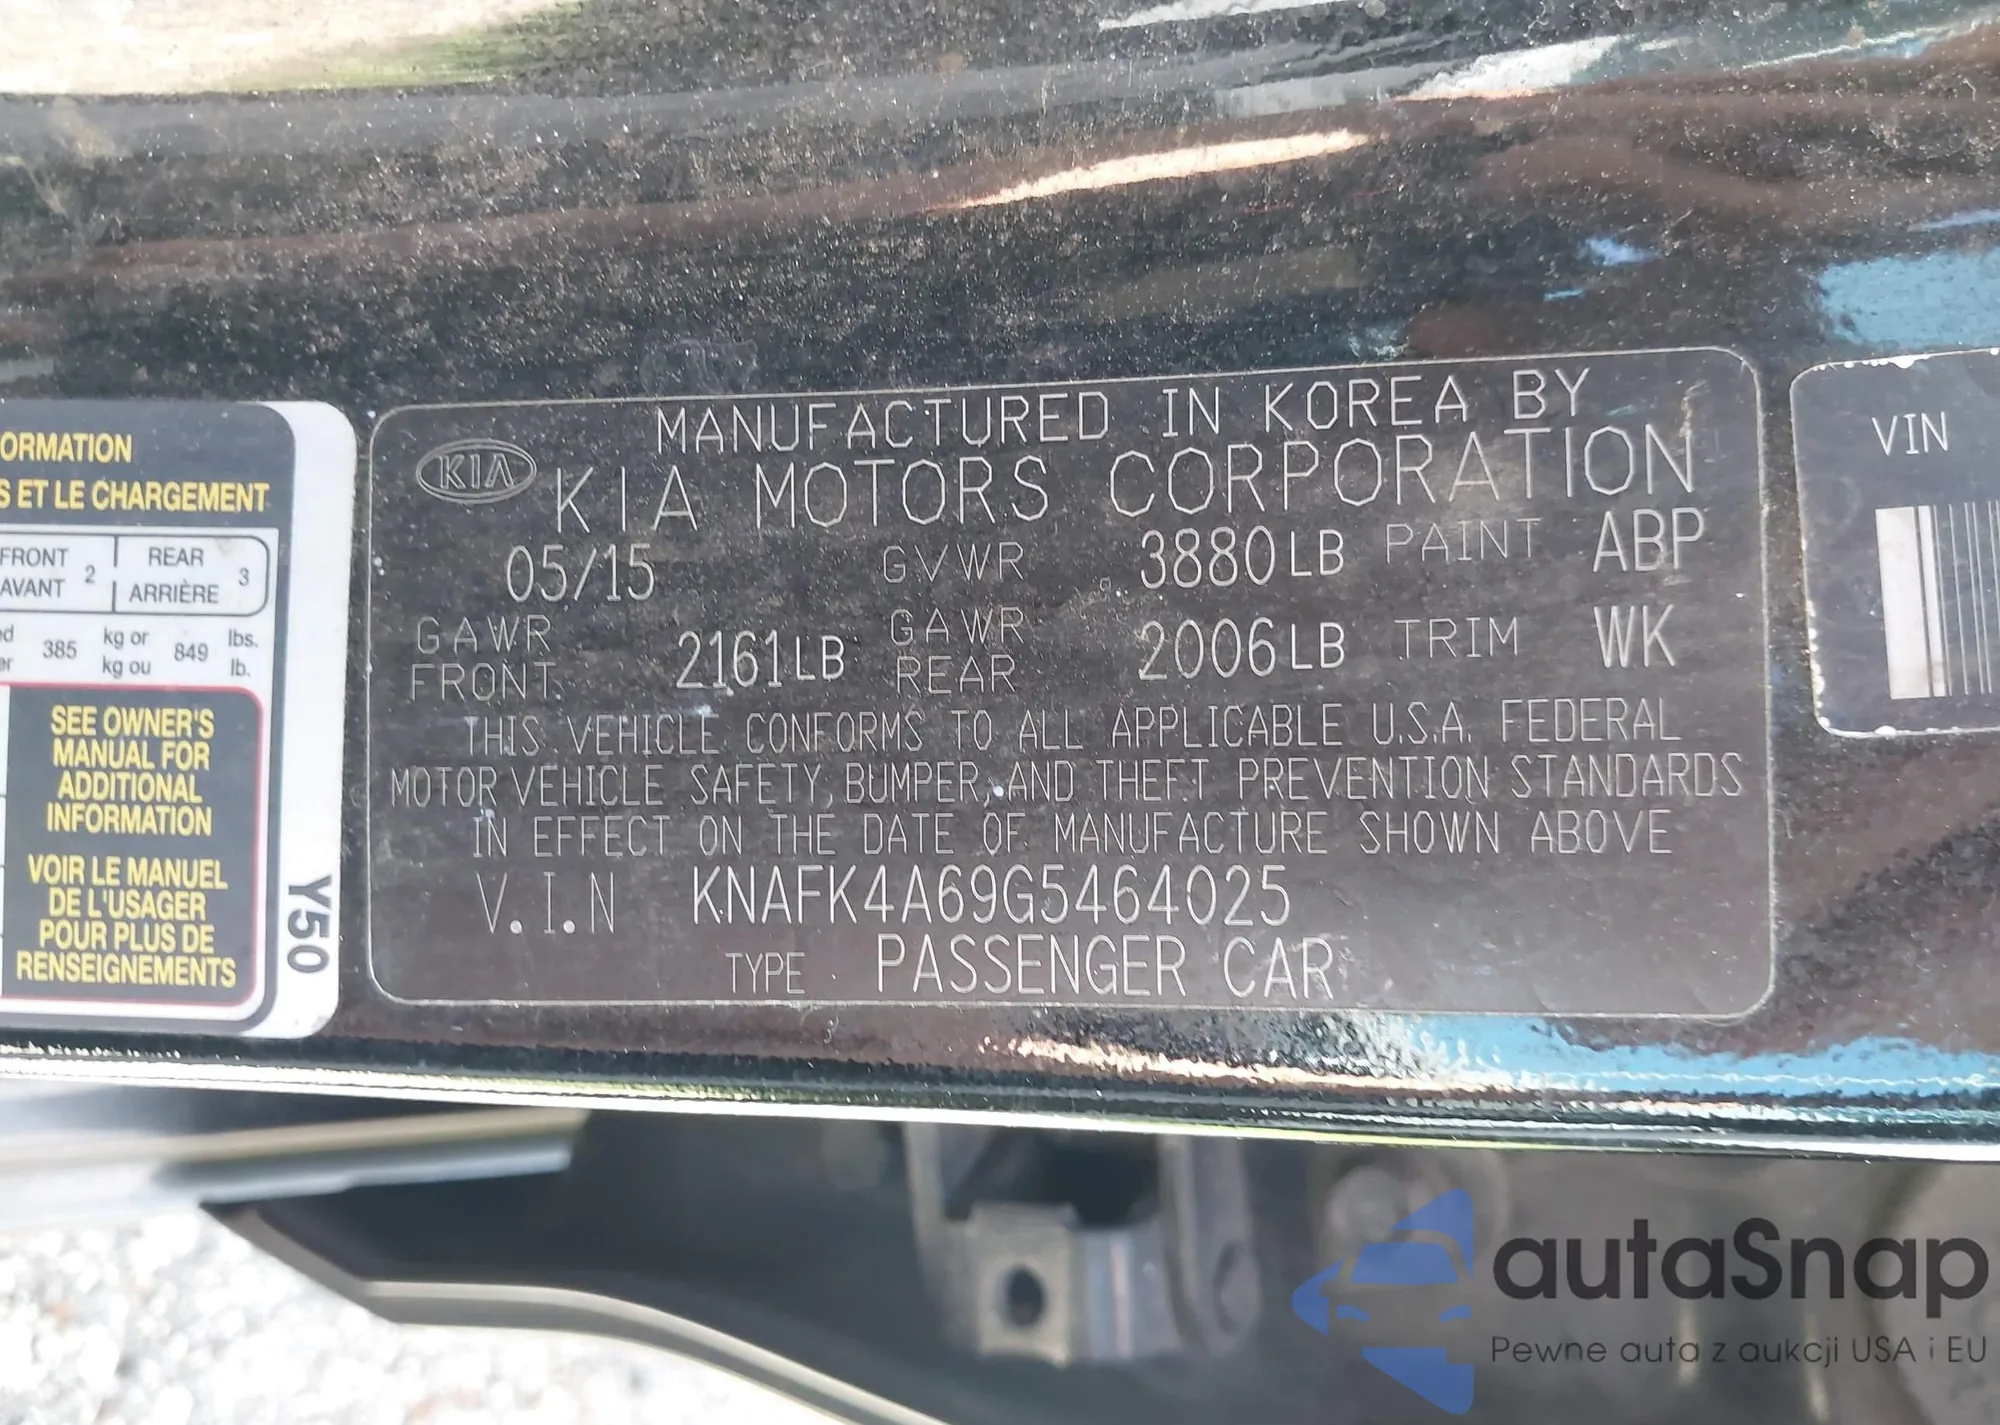 ORMATION
S ET LE CHARGEMENT
FRONT
AVANT 2
REAR
ARRIÈRE 3
385 kg or
kg ou 849 lbs.
lb.
SEE OWNER'S
MANUAL FOR
ADDITIONAL
INFORMATION
VOIR LE MANUEL
DE L'USAGER
POUR PLUS DE
RENSEIGNEMENTS
Y50
MANUFACTURED IN KOREA BY
KIA KIA MOTORS CORPORATION
05/15 GVWR 3880LB PAINT ABP
GAWR FRONT 2161LB GAWR REAR 2006LB TRIM WK
THIS VEHICLE CONFORMS TO ALL APPLICABLE U.S.A. FEDERAL
MOTOR VEHICLE SAFETY, BUMPER, AND THEFT PREVENTION STANDARDS
IN EFFECT ON THE DATE OF MANUFACTURE SHOWN ABOVE
V.I.N KNAFK4A69G5464025
TYPE PASSENGER CAR
VIN
autaSnap
Pewne auta z aukcji USA i EU